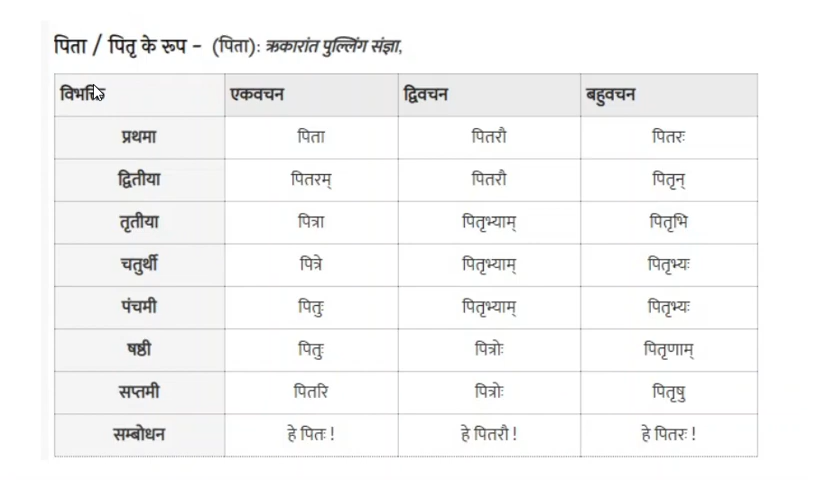 पिता / पितृ के रूप – (पिता): ऋकारांत पुल्लिंग संज्ञा,
विभक्ति एकवचन द्विवचन बहुवचन
प्रथमा पिता पितरौ पितरः
द्वितीया पितरम् पितरौ पितृन्
तृतीया पित्रा पितृभ्याम् पितृभि
चतुर्थी पित्रे पितृभ्याम् पितृभ्यः
पंचमी पितुः पितृभ्याम् पितृभ्यः
षष्ठी पितुः पित्रोः पितृणाम्
सप्तमी पितरि पित्रोः पितृषु
सम्बोधन हे पितः ! हे पितरौ ! हे पितरः !